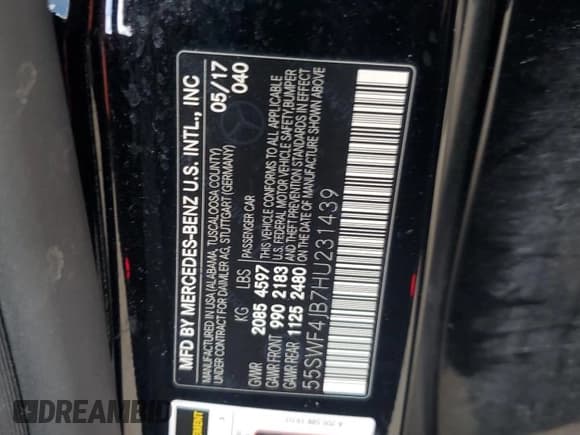 MFD BY MERCEDES-BENZ U.S. INTL., INC
MANUFACTURED IN USA (ALABAMA, TUSCALOOSA COUNTY) 05/17
UNDER CONTRACT FOR DAIMLER AG, STUTTGART (GERMANY) 040
KG LBS PASSENGER CAR
GVWR 2085 4597 THIS VEHICLE CONFORMS TO ALL APPLICABLE
GAWR FRONT 990 2183 U.S. FEDERAL MOTOR VEHICLE SAFETY, BUMPER
GAWR REAR 1125 2480 AND THEFT PREVENTION STANDARDS IN EFFECT
ON THE DATE OF MANUFACTURE SHOWN ABOVE
55SWF4JB7HU231439
DREAMBID